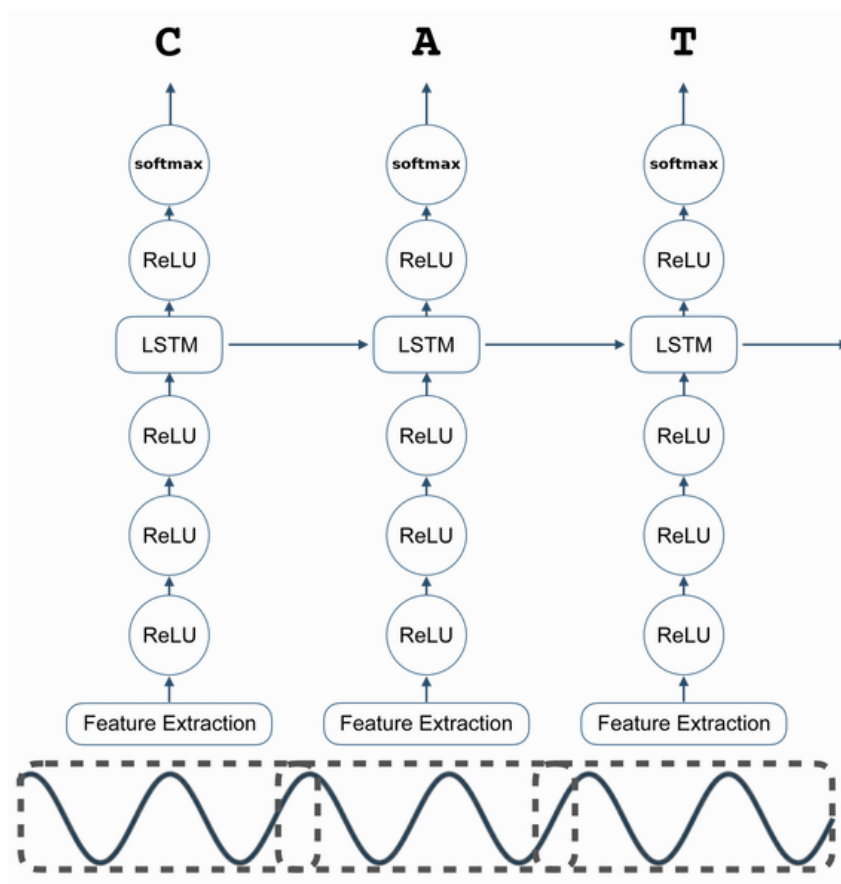 C A T
softmax softmax softmax
ReLU ReLU ReLU
LSTM LSTM LSTM
ReLU ReLU ReLU
ReLU ReLU ReLU
ReLU ReLU ReLU
Feature Extraction Feature Extraction Feature Extraction